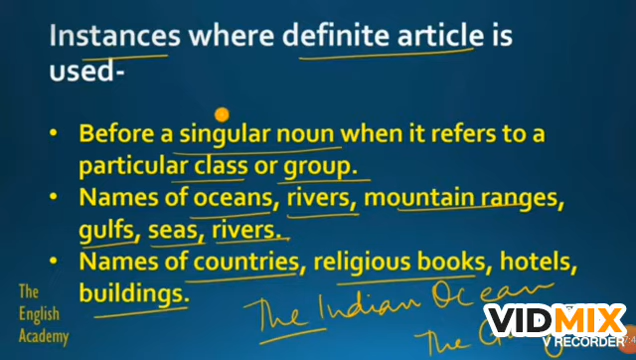 Instances where definite article is
used-
• Before a singular noun when it refers to a
particular class or group.
• Names of oceans, rivers, mountain ranges,
gulfs, seas, rivers.
• Names of countries, religious books, hotels,
buildings.
The Indian Ocean
The
The
English
Academy
VIDMIX
V RECORDER